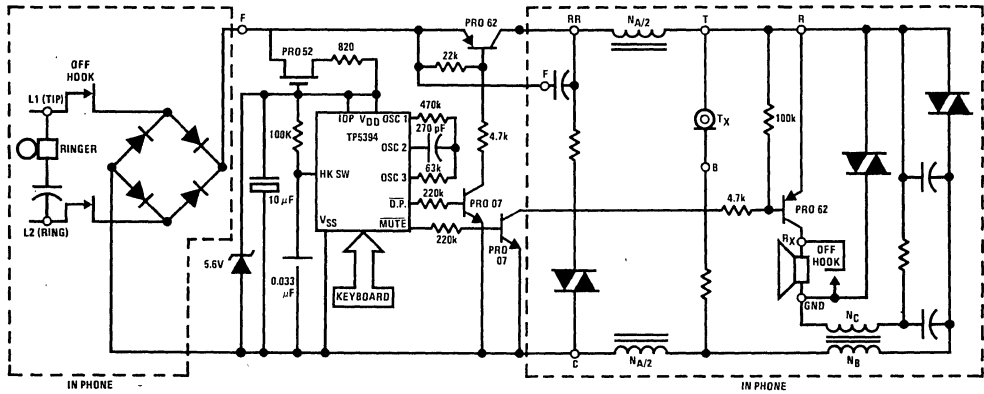 OFF
HOOK
L1 (TIP)
RINGER
L2 (RING)
IN PHONE
F
PRO 52
820
100K
10 µF
5.6V
0.033
µF
IDP
VDD
OSC 1
TP5394
OSC 2
OSC 3
HK SW
D.P.
MUTE
VSS
KEYBOARD
470k
270 pF
63k
220k
220k
PRO 62
22k
4.7k
PRO 07
PRO
07
F
RR
NA/2
T
R
TX
B
100k
4.7k
PRO 62
RX
OFF
HOOK
GND
NC
NB
C
NA/2
IN PHONE